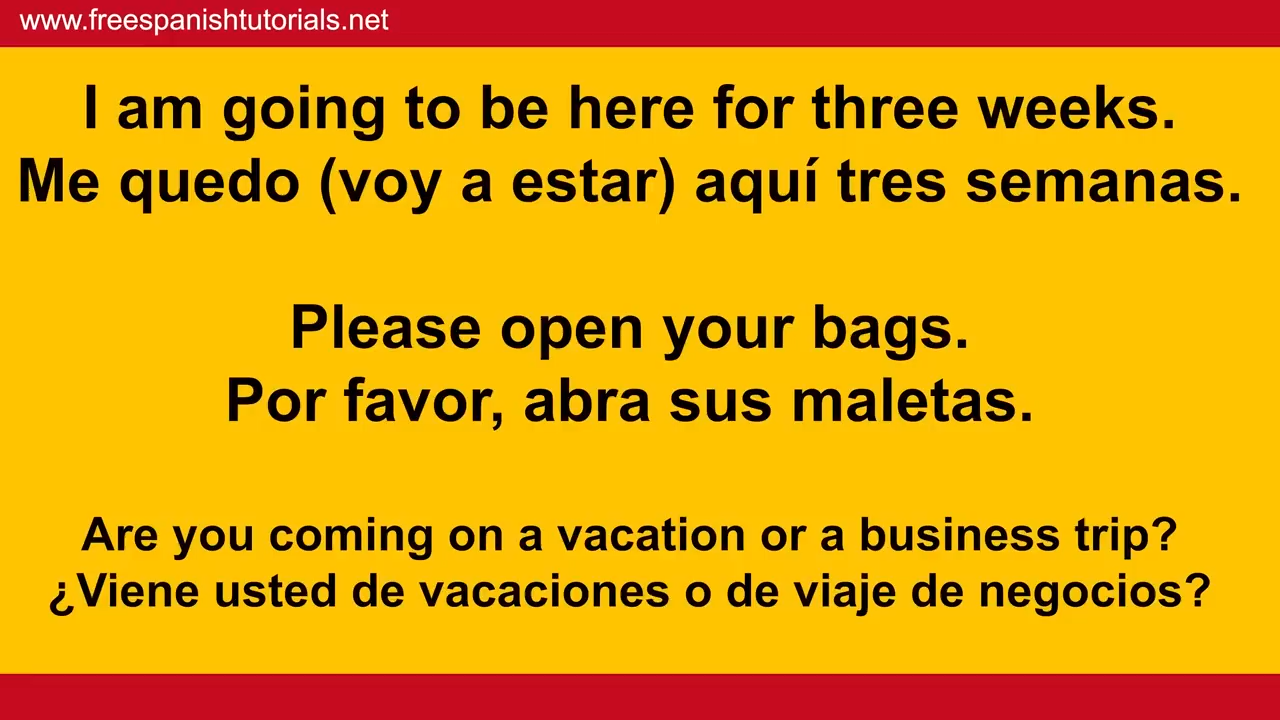 www.freespanishtutorials.net
I am going to be here for three weeks.
Me quedo (voy a estar) aquí tres semanas.
Please open your bags.
Por favor, abra sus maletas.
Are you coming on a vacation or a business trip?
¿Viene usted de vacaciones o de viaje de negocios?